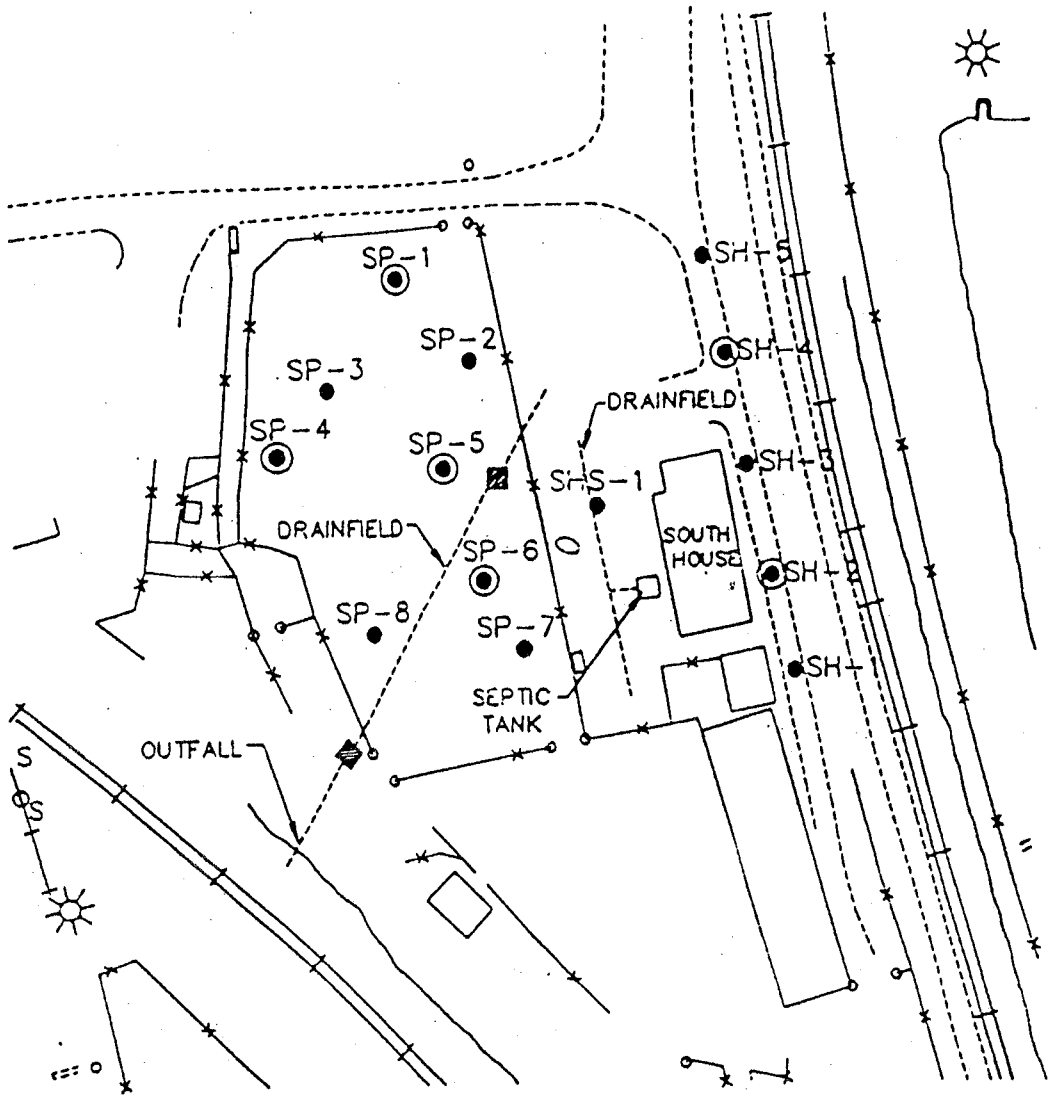 SP-1
SH-5
SP-2
SH-4
SP-3
DRAINFIELD
SP-4
SP-5
SH-3
SHS-1
DRAINFIELD
SOUTH
HOUSE
SP-6
SH-2
SP-8
SP-7
SH-1
SEPTIC
TANK
OUTFALL
S
S